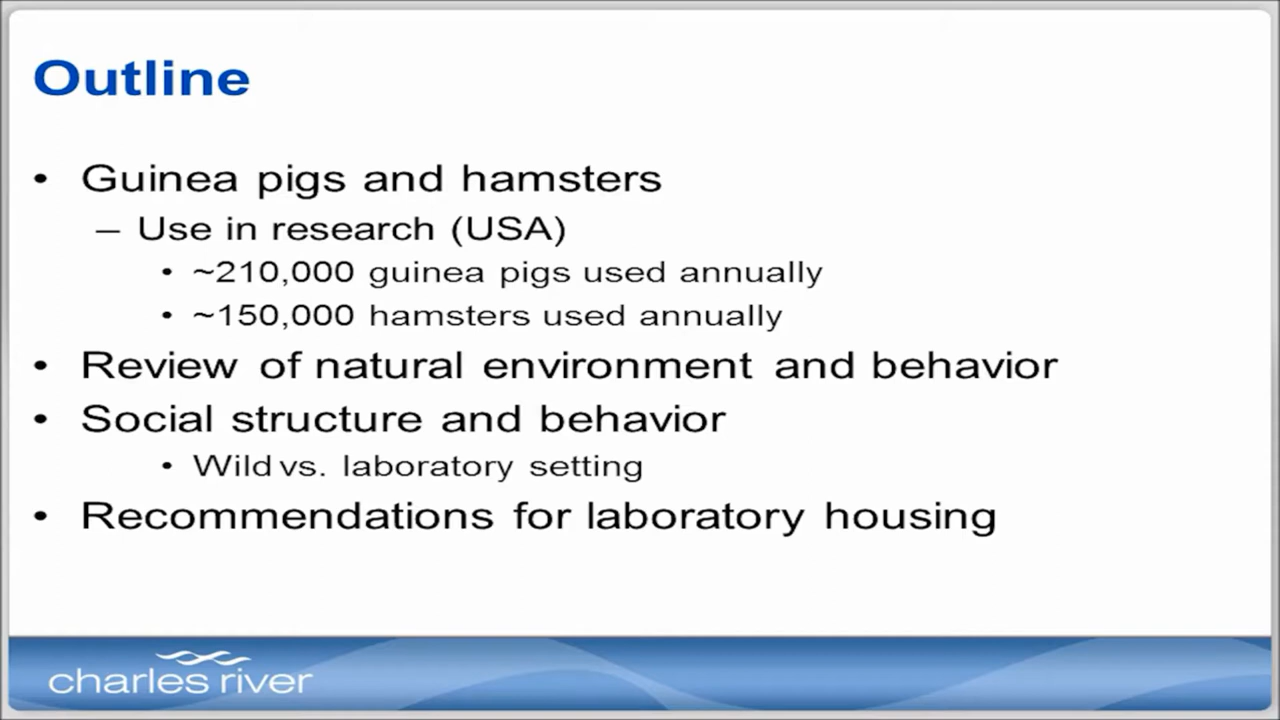 Outline
• Guinea pigs and hamsters
– Use in research (USA)
• ~210,000 guinea pigs used annually
• ~150,000 hamsters used annually
• Review of natural environment and behavior
• Social structure and behavior
• Wild vs. laboratory setting
• Recommendations for laboratory housing
charles river